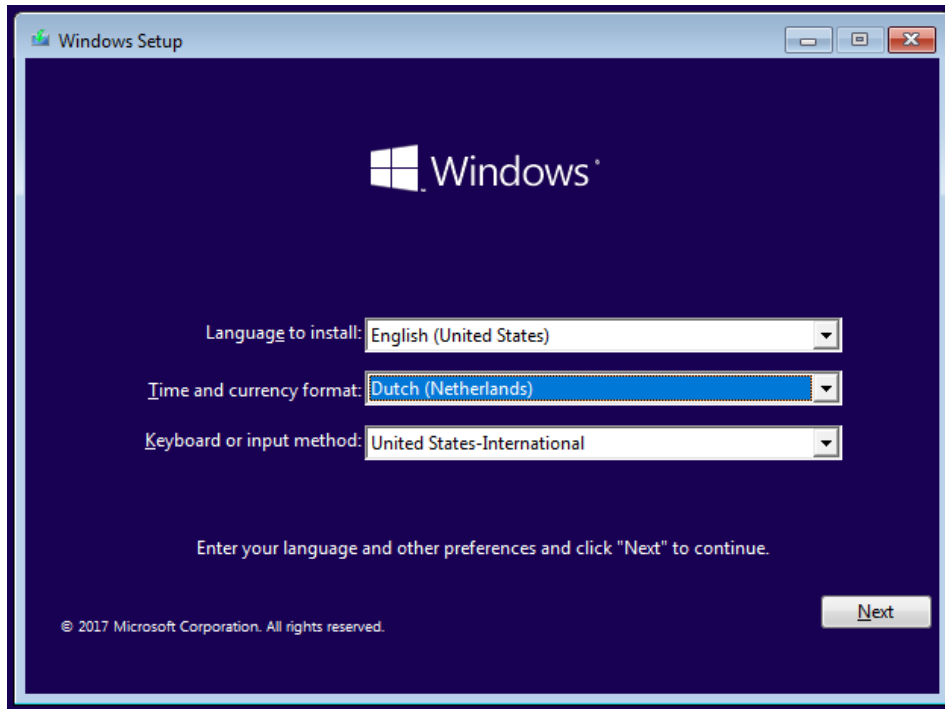 Windows Setup
Windows
Language to install: English (United States)
Time and currency format: Dutch (Netherlands)
Keyboard or input method: United States-International
Enter your language and other preferences and click "Next" to continue.
Next
© 2017 Microsoft Corporation. All rights reserved.